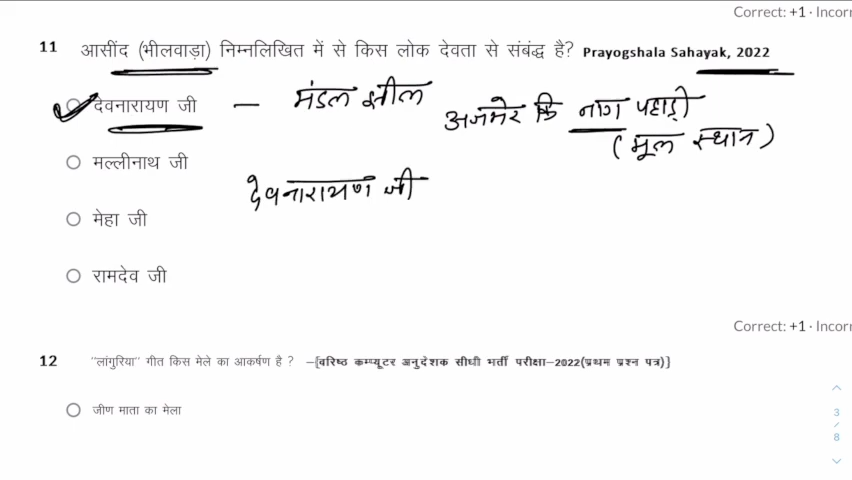 Correct: +1 · Incorr
11 आसींद (भीलवाड़ा) निम्नलिखित में से किस लोक देवता से संबंद्ध है? Prayogshala Sahayak, 2022
देवनारायण जी — मंडल झील अजमेर कि नाग पहाड़ी
(मूल स्थान)
मल्लीनाथ जी
देवनारायण जी
मेहा जी
रामदेव जी
Correct: +1 · Incorr
12 "लांगुरिया" गीत किस मेले का आकर्षण है ? –[वरिष्ठ कम्प्यूटर अनुदेशक सीधी भर्ती परीक्षा–2022(प्रथम प्रश्न पत्र)]
जीण माता का मेला
3
/
8